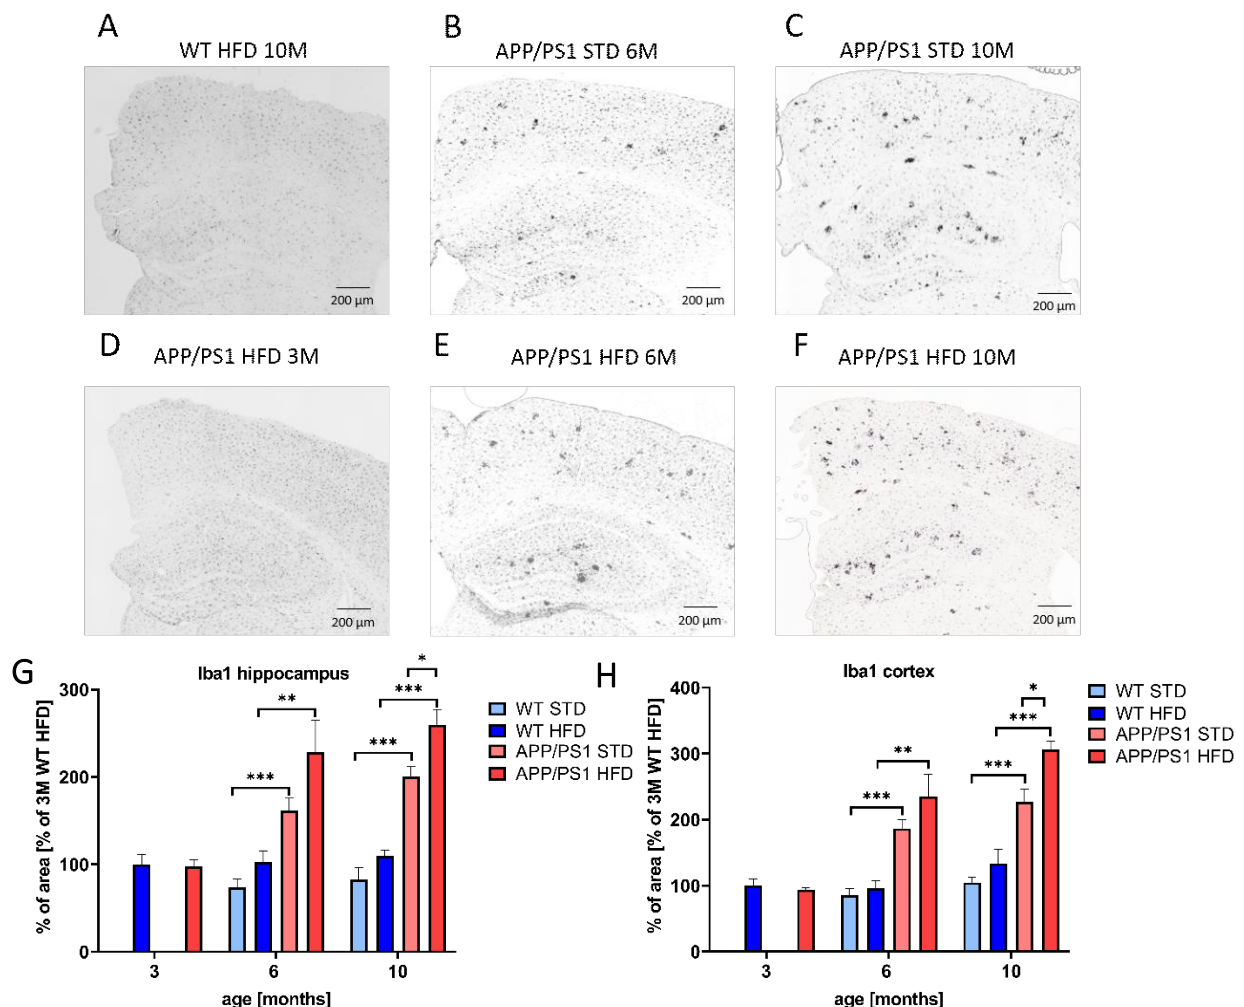 A
WT HFD 10M
200 µm
B
APP/PS1 STD 6M
200 µm
C
APP/PS1 STD 10M
200 µm
D
APP/PS1 HFD 3M
200 µm
E
APP/PS1 HFD 6M
200 µm
F
APP/PS1 HFD 10M
200 µm
G
Iba1 hippocampus
% of area [% of 3M WT HFD]
300
200
100
0
***
**
***
***
*
3
6
10
age [months]
WT STD
WT HFD
APP/PS1 STD
APP/PS1 HFD
H
Iba1 cortex
% of area [% of 3M WT HFD]
400
300
200
100
0
***
**
***
***
*
3
6
10
age [months]
WT STD
WT HFD
APP/PS1 STD
APP/PS1 HFD